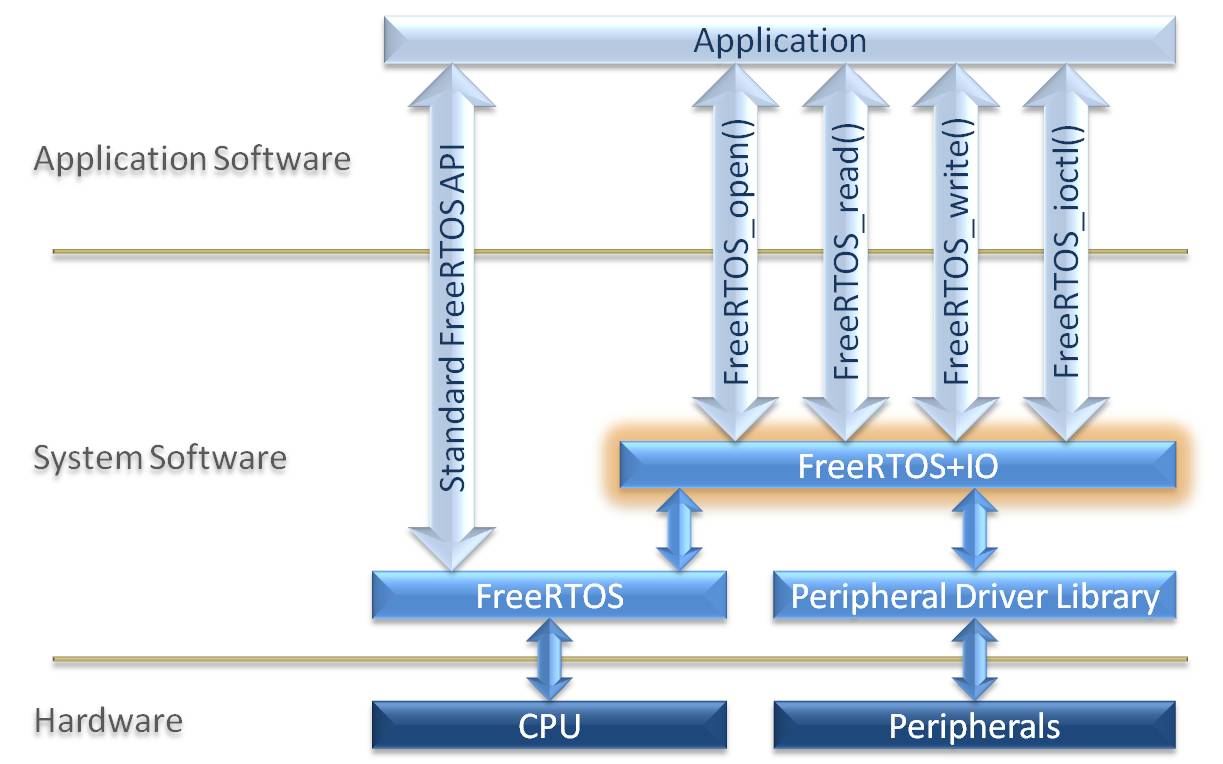 Application
Application Software
Standard FreeRTOS API
FreeRTOS_open()
FreeRTOS_read()
FreeRTOS_write()
FreeRTOS_ioctl()
System Software
FreeRTOS+IO
FreeRTOS
Peripheral Driver Library
Hardware
CPU
Peripherals